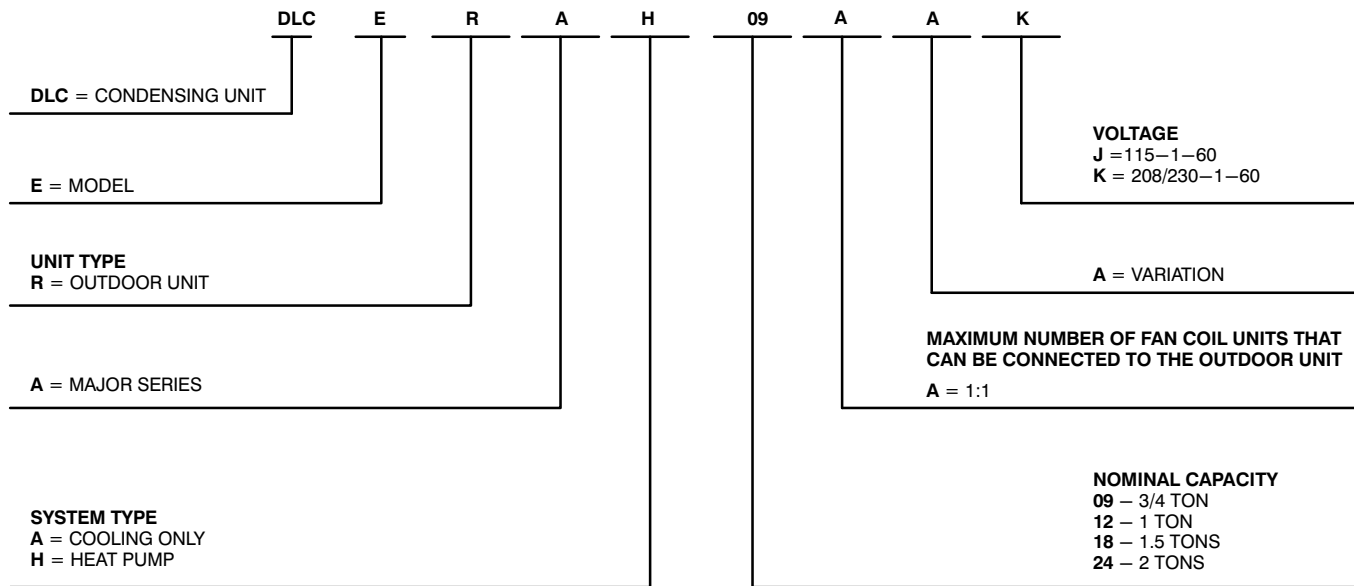 DLC E R A H 09 A A K
DLC = CONDENSING UNIT
E = MODEL
UNIT TYPE
R = OUTDOOR UNIT
A = MAJOR SERIES
SYSTEM TYPE
A = COOLING ONLY
H = HEAT PUMP
VOLTAGE
J =115−1−60
K = 208/230−1−60
A = VARIATION
MAXIMUM NUMBER OF FAN COIL UNITS THAT
CAN BE CONNECTED TO THE OUTDOOR UNIT
A = 1:1
NOMINAL CAPACITY
09 − 3/4 TON
12 − 1 TON
18 − 1.5 TONS
24 − 2 TONS